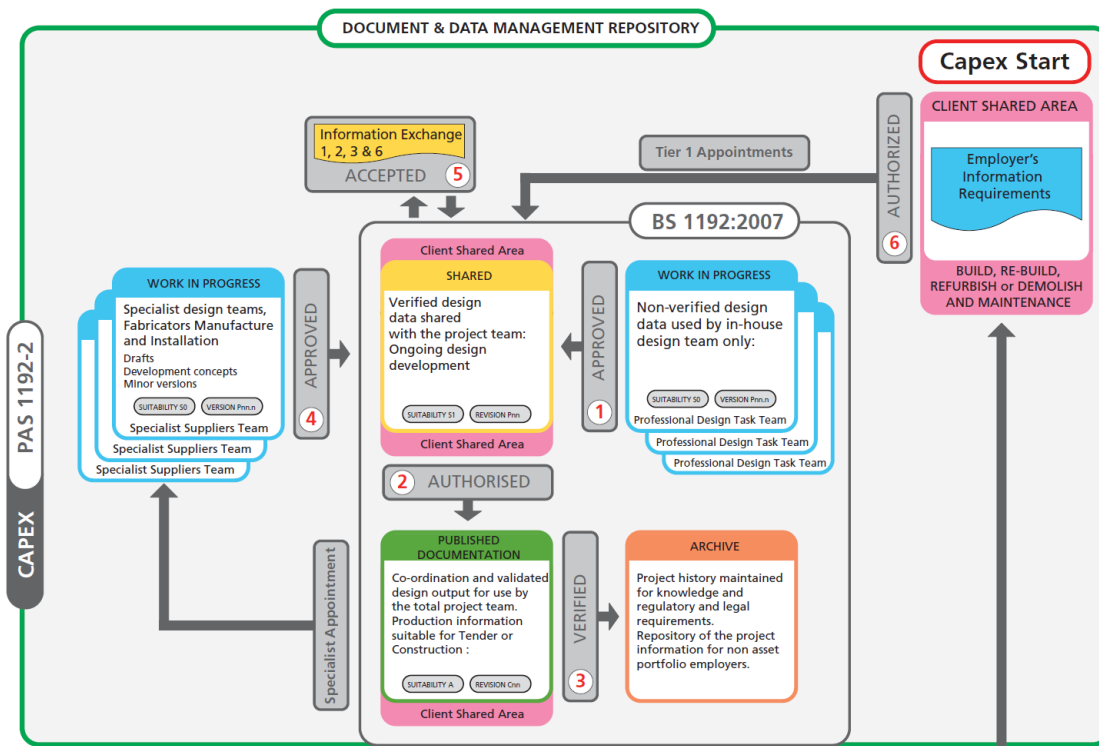 DOCUMENT & DATA MANAGEMENT REPOSITORY
Capex Start
CLIENT SHARED AREA
Employer's
Information
Requirements
BUILD, RE-BUILD,
REFURBISH or DEMOLISH
AND MAINTENANCE
AUTHORIZED
6
Tier 1 Appointments
Information Exchange
1, 2, 3 & 6
ACCEPTED
5
BS 1192:2007
Client Shared Area
SHARED
Verified design
data shared
with the project team:
Ongoing design
development
SUITABILITY S1
REVISION Pnn
Client Shared Area
WORK IN PROGRESS
Non-verified design
data used by in-house
design team only:
SUITABILITY S0
VERSION Pnn.n
Professional Design Task Team
Professional Design Task Team
Professional Design Task Team
APPROVED
1
WORK IN PROGRESS
Specialist design teams,
Fabricators Manufacture
and Installation
Drafts
Development concepts
Minor versions
SUITABILITY S0
VERSION Pnn.n
Specialist Suppliers Team
Specialist Suppliers Team
Specialist Suppliers Team
APPROVED
4
PAS 1192-2
CAPEX
2
AUTHORISED
PUBLISHED
DOCUMENTATION
Co-ordination and validated
design output for use by
the total project team.
Production information
suitable for Tender or
Construction :
SUITABILITY A
REVISION Cnn
Client Shared Area
Specialist Appointment
VERIFIED
3
ARCHIVE
Project history maintained
for knowledge and
regulatory and legal
requirements.
Repository of the project
information for non asset
portfolio employers.